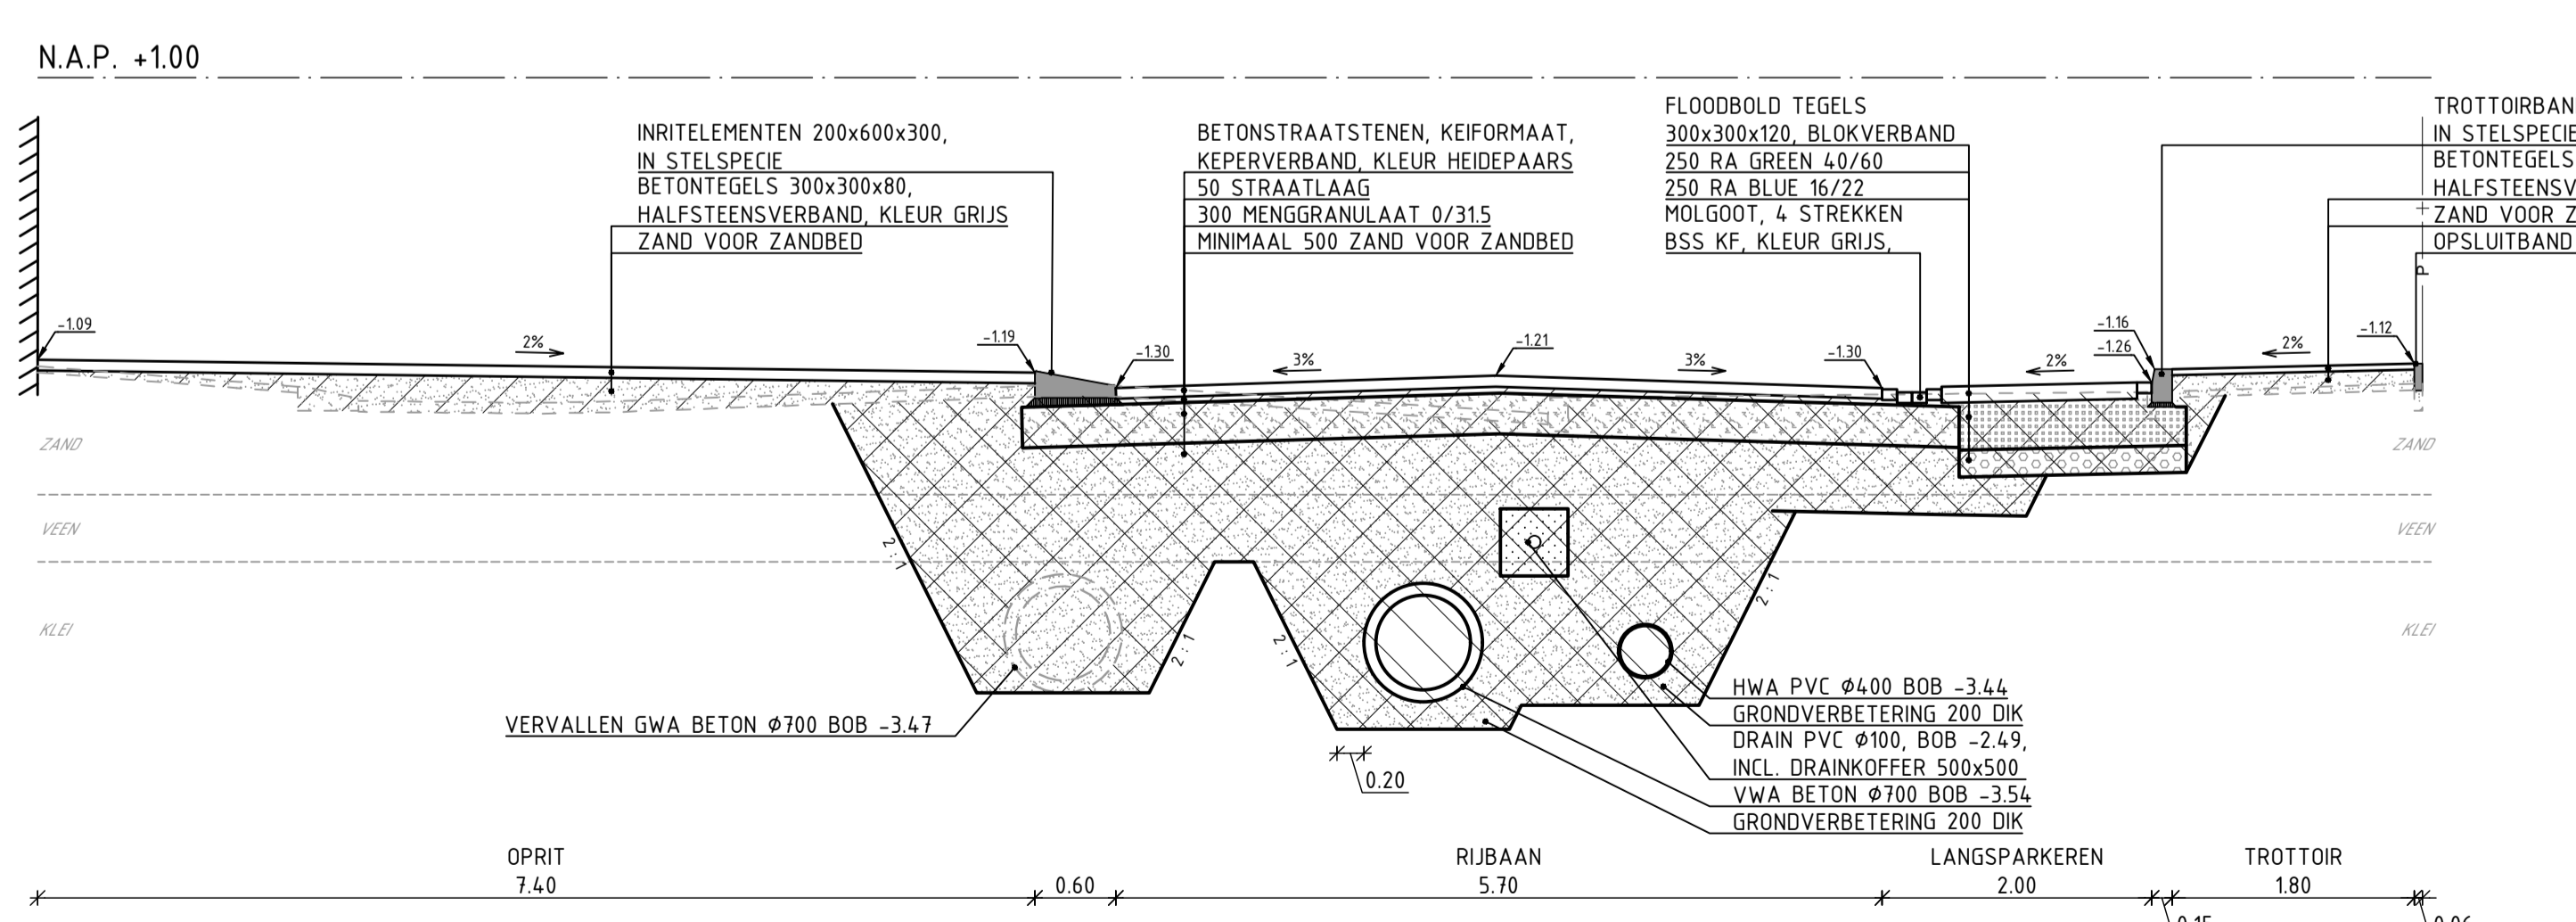 N.A.P. +1.00
INRITELEMENTEN 200x600x300,
IN STELSPECIE
BETONTEGELS 300x300x80,
HALFSTEENSVERBAND, KLEUR GRIJS
ZAND VOOR ZANDBED
BETONSTRAATSTENEN, KEIFORMAAT,
KEPERVERBAND, KLEUR HEIDEPAARS
50 STRAATLAAG
300 MENGGRANULAAT 0/31.5
MINIMAAL 500 ZAND VOOR ZANDBED
FLOODBOLD TEGELS
300x300x120, BLOKVERBAND
250 RA GREEN 40/60
250 RA BLUE 16/22
MOLGOOT, 4 STREKKEN
BSS KF, KLEUR GRIJS,
TROTTOIRBAN
IN STELSPECIE
BETONTEGELS
HALFSTEENSV
ZAND VOOR Z
OPSLUITBAND
P
-1.09
2%
-1.19
-1.30
3%
-1.21
3%
-1.30
2%
-1.16
-1.26
2%
-1.12
ZAND
ZAND
VEEN
VEEN
KLEI
KLEI
2:1
2:1
2:1
2:1
VERVALLEN GWA BETON Ø700 BOB -3.47
0.20
HWA PVC Ø400 BOB -3.44
GRONDVERBETERING 200 DIK
DRAIN PVC Ø100, BOB -2.49,
INCL. DRAINKOFFER 500x500
VWA BETON Ø700 BOB -3.54
GRONDVERBETERING 200 DIK
OPRIT
7.40
0.60
RIJBAAN
5.70
LANGSPARKEREN
2.00
TROTTOIR
1.80